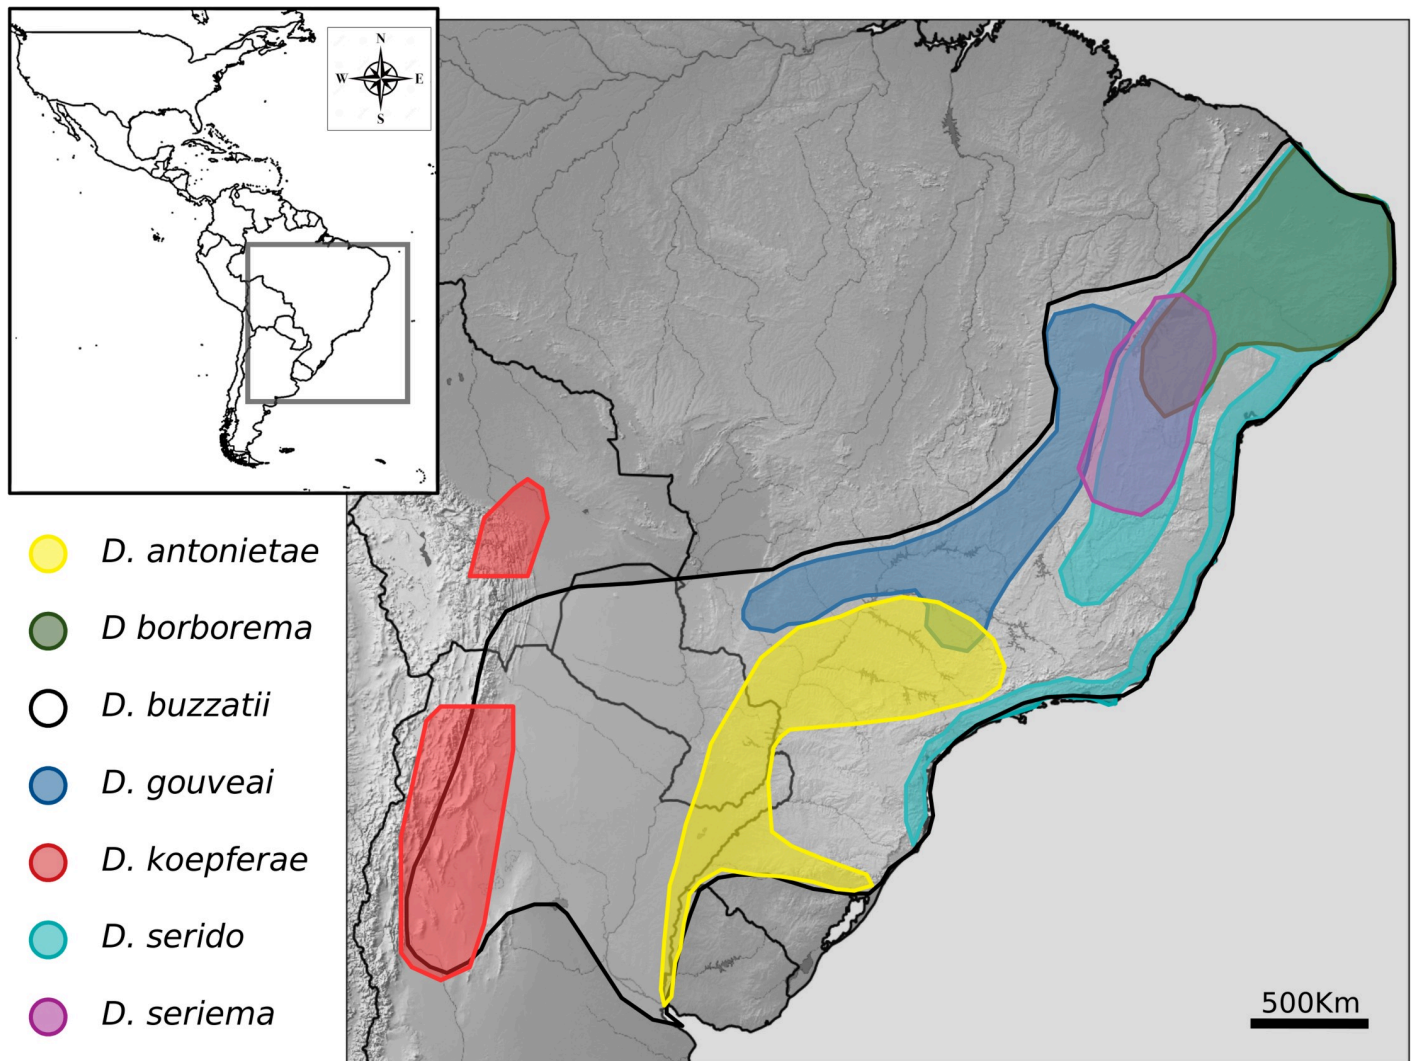 N
W E
S
D. antonietae
D borborema
D. buzzatii
D. gouveai
D. koepferae
D. serido
D. seriema
500Km